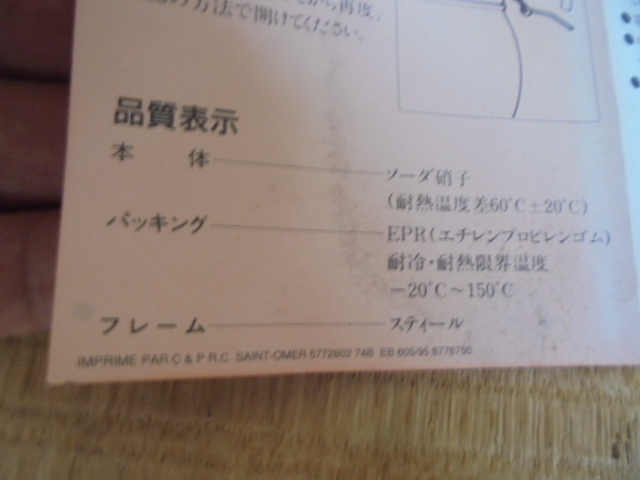 の方法で開けてください。
品質表示
本 体 ソーダ硝子
(耐熱温度差60°C±20°C)
パッキング EPR(エチレンプロピレンゴム)
耐冷・耐熱限界温度
－20°C～150°C
フレーム スティール
IMPRIME PAR C & P R.C. SAINT-OMER 5772602 74B EB 605/95 8778750